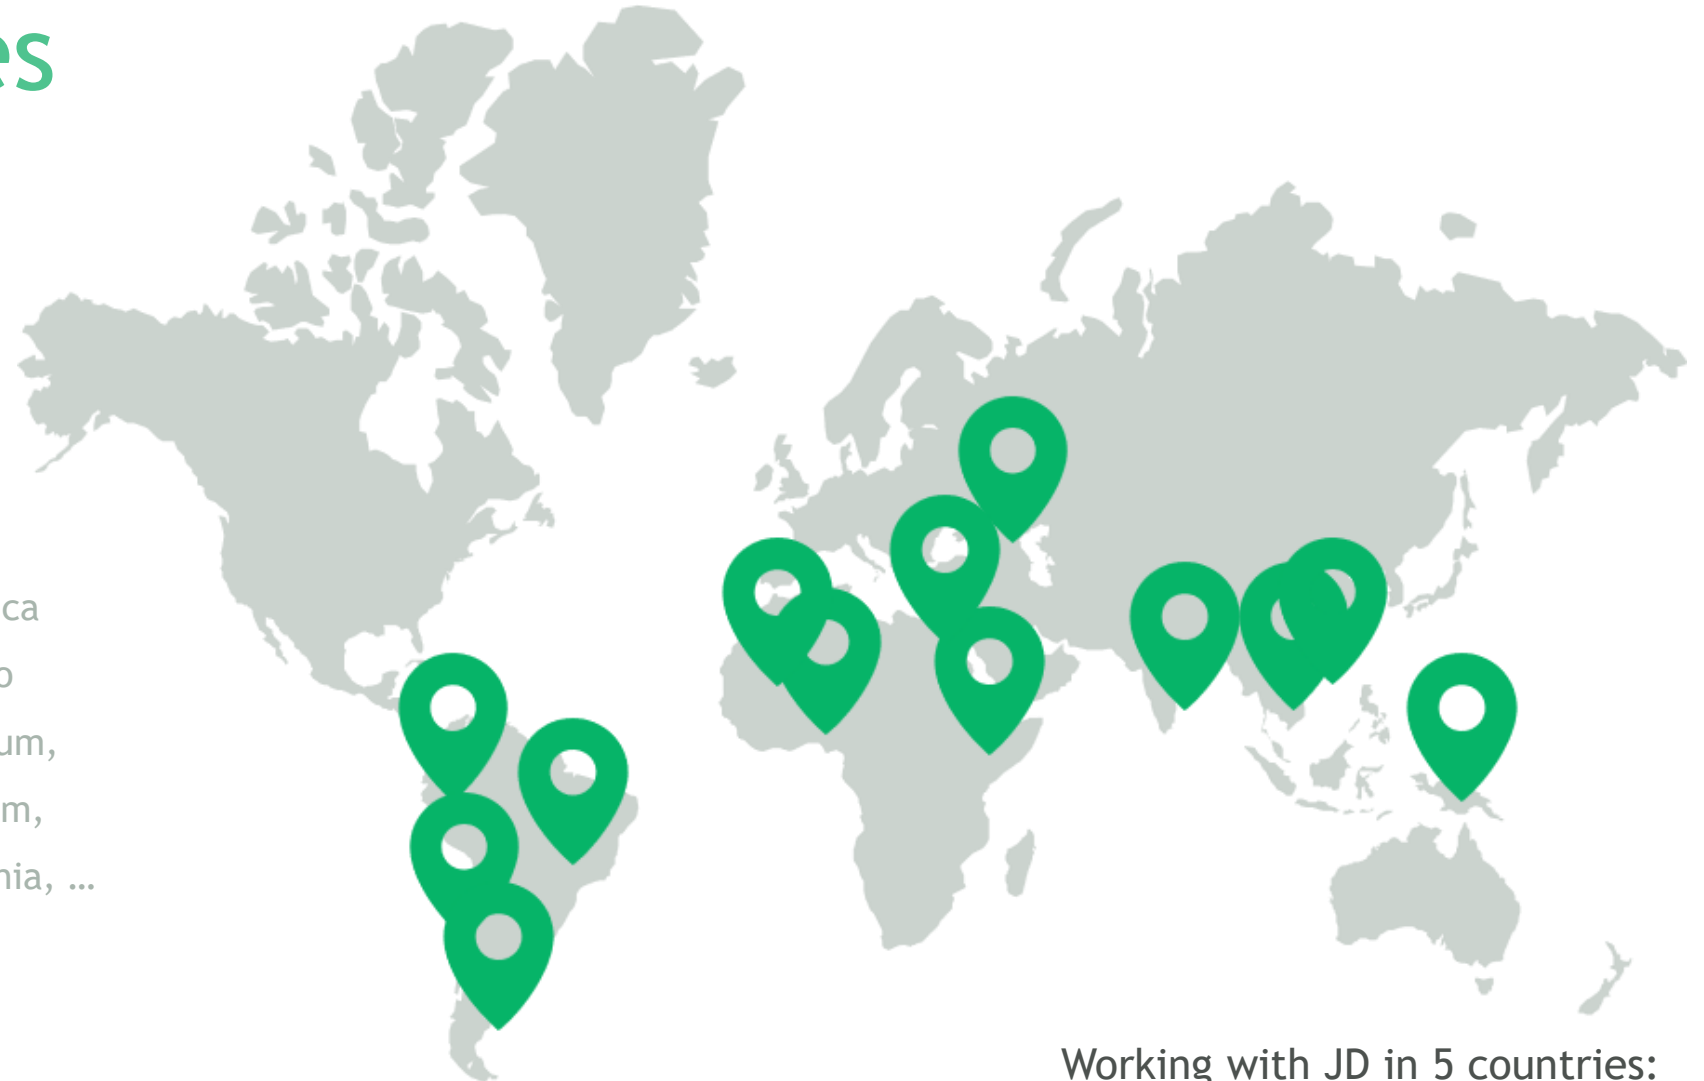 es
ca
o
um,
m,
nia, ...
Working with JD in 5 countries: